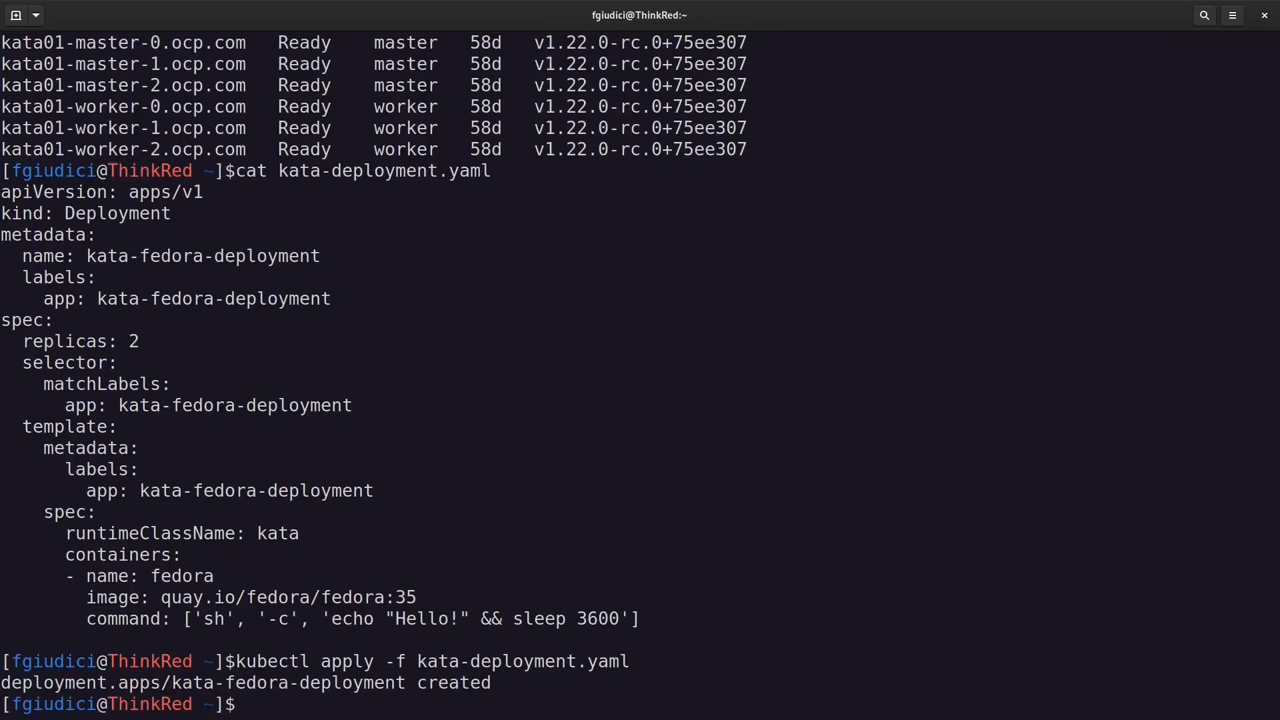 fgiudici@ThinkRed:~
kata01-master-0.ocp.com   Ready    master   58d   v1.22.0-rc.0+75ee307
kata01-master-1.ocp.com   Ready    master   58d   v1.22.0-rc.0+75ee307
kata01-master-2.ocp.com   Ready    master   58d   v1.22.0-rc.0+75ee307
kata01-worker-0.ocp.com   Ready    worker   58d   v1.22.0-rc.0+75ee307
kata01-worker-1.ocp.com   Ready    worker   58d   v1.22.0-rc.0+75ee307
kata01-worker-2.ocp.com   Ready    worker   58d   v1.22.0-rc.0+75ee307
[fgiudici@ThinkRed ~]$cat kata-deployment.yaml
apiVersion: apps/v1
kind: Deployment
metadata:
  name: kata-fedora-deployment
  labels:
    app: kata-fedora-deployment
spec:
  replicas: 2
  selector:
    matchLabels:
      app: kata-fedora-deployment
  template:
    metadata:
      labels:
        app: kata-fedora-deployment
    spec:
      runtimeClassName: kata
      containers:
      - name: fedora
        image: quay.io/fedora/fedora:35
        command: ['sh', '-c', 'echo "Hello!" && sleep 3600']
[fgiudici@ThinkRed ~]$kubectl apply -f kata-deployment.yaml
deployment.apps/kata-fedora-deployment created
[fgiudici@ThinkRed ~]$